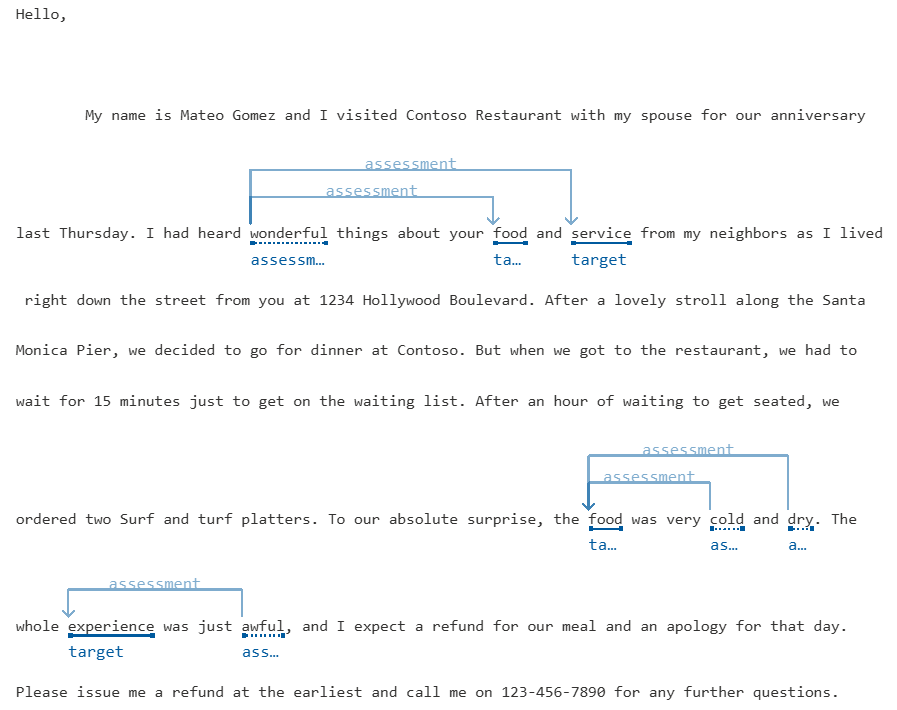 Hello,
My name is Mateo Gomez and I visited Contoso Restaurant with my spouse for our anniversary
assessment
assessment
last Thursday. I had heard wonderful things about your food and service from my neighbors as I lived
assessm… ta… target
right down the street from you at 1234 Hollywood Boulevard. After a lovely stroll along the Santa
Monica Pier, we decided to go for dinner at Contoso. But when we got to the restaurant, we had to
wait for 15 minutes just to get on the waiting list. After an hour of waiting to get seated, we
assessment
assessment
ordered two Surf and turf platters. To our absolute surprise, the food was very cold and dry. The
ta… as… a…
assessment
whole experience was just awful, and I expect a refund for our meal and an apology for that day.
target ass…
Please issue me a refund at the earliest and call me on 123-456-7890 for any further questions.